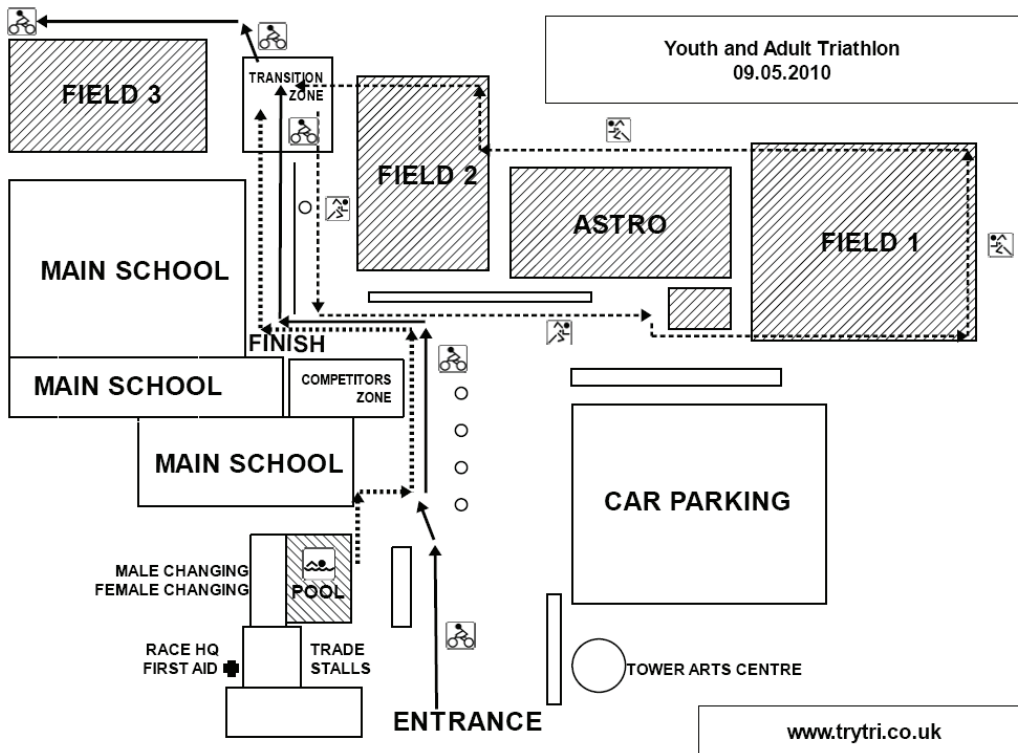 Youth and Adult Triathlon
09.05.2010
TRANSITION
ZONE
FIELD 3
FIELD 2
ASTRO
FIELD 1
MAIN SCHOOL
FINISH
MAIN SCHOOL
COMPETITORS
ZONE
MAIN SCHOOL
CAR PARKING
MALE CHANGING
FEMALE CHANGING
POOL
RACE HQ
FIRST AID
TRADE
STALLS
TOWER ARTS CENTRE
ENTRANCE
www.trytri.co.uk